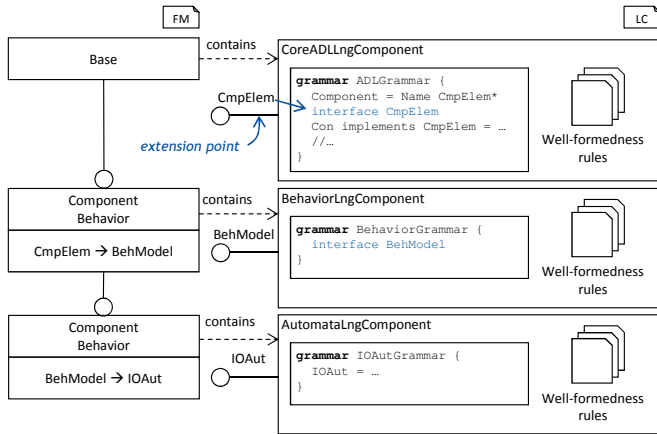 FM
LC
Base
contains
CoreADLLngComponent
CmpElem
extension point
grammar ADLGrammar {
Component = Name CmpElem*
interface CmpElem
Con implements CmpElem = …
//…
}
Well-formedness
rules
Component
Behavior
CmpElem → BehModel
contains
BehaviorLngComponent
BehModel
grammar BehaviorGrammar {
interface BehModel
}
Well-formedness
rules
Component
Behavior
BehModel → IOAut
contains
AutomataLngComponent
IOAut
grammar IOAutGrammar {
IOAut = …
}
Well-formedness
rules